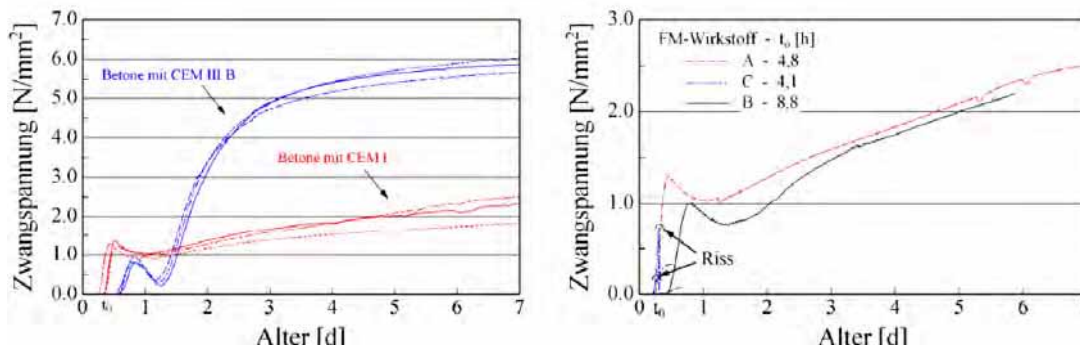 7.0
6.0
5.0
4.0
3.0
2.0
1.0
0.0
Zwangspannung [N/mm²]
Betone mit CEM III B
Betone mit CEM I
t₀ 1 2 3 4 5 6 7
Alter [d]
3.0
2.0
1.0
0.0
Zwangspannung [N/mm²]
FM-Wirkstoff - t₀ [h]
A - 4,8
C - 4,1
B - 8,8
Riss
t₀ 1 2 3 4 5 6 7
Alter [d]